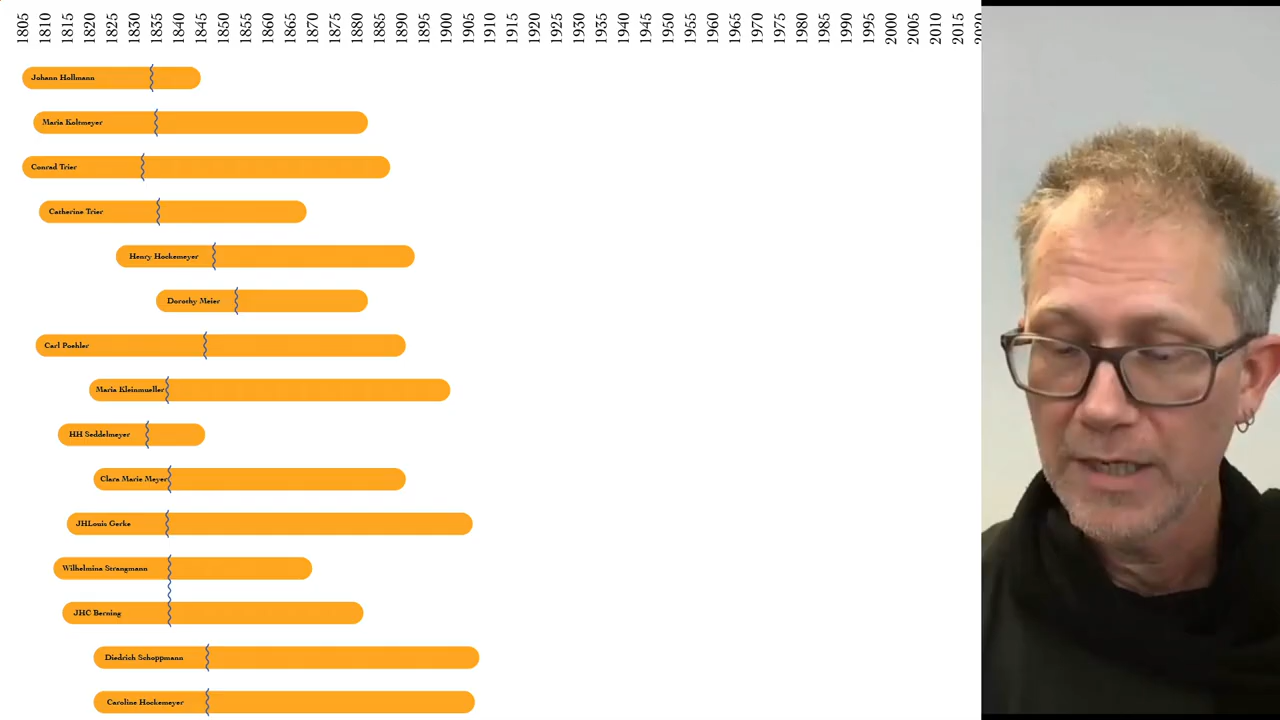 1805 1810 1815 1820 1825 1830 1835 1840 1845 1850 1855 1860 1865 1870 1875 1880 1885 1890 1895 1900 1905 1910 1915 1920 1925 1930 1935 1940 1945 1950 1955 1960 1965 1970 1975 1980 1985 1990 1995 2000 2005 2010 2015
Johann Hollmann
Maria Koltmeyer
Conrad Trier
Catherine Trier
Henry Hockemeyer
Dorothy Meier
Carl Poehler
Maria Kleinmueller
HH Seddelmeyer
Clara Marie Meyer
JHLouis Gerke
Wilhelmina Strangmann
JHC Berning
Diedrich Schoppmann
Caroline Hockemeyer